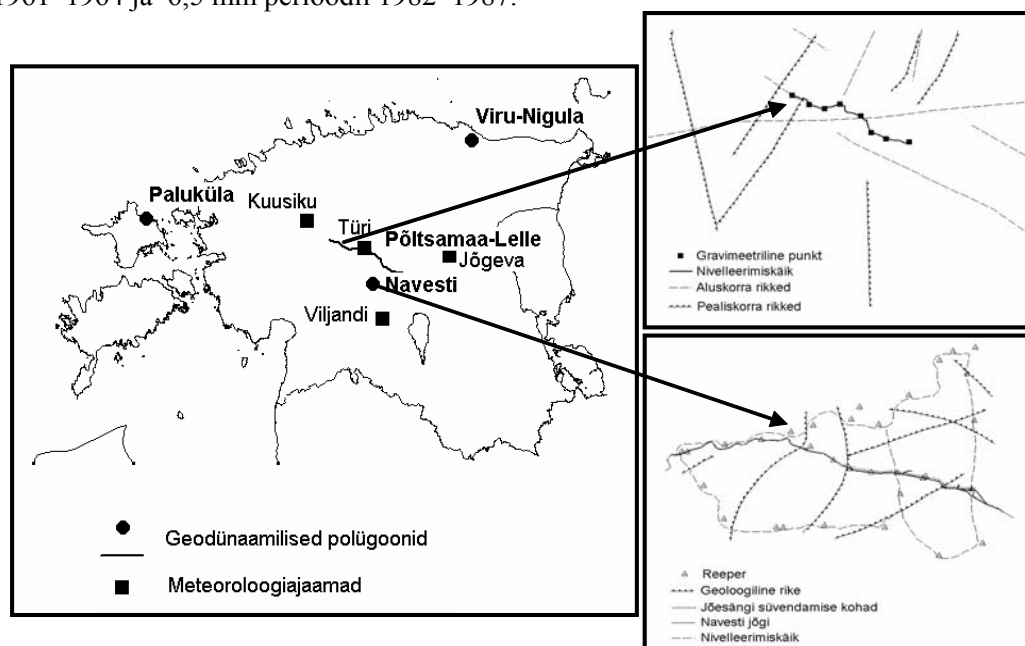 1961–1964 ja 0,5 mm perioodil 1982–1987.
Viru-Nigula
Paluküla
Kuusiku
Türi
Põltsamaa-Lelle
Jõgeva
Navesti
Viljandi
Geodünaamilised polügoonid
Meteoroloogiajaamad
Gravimeetriline punkt
Nivelleerimiskäik
Aluskorra rikked
Pealiskorra rikked
Reeper
Geoloogiline rike
Jõesängi süvendamise kohad
Navesti jõgi
Nivelleerimiskäik